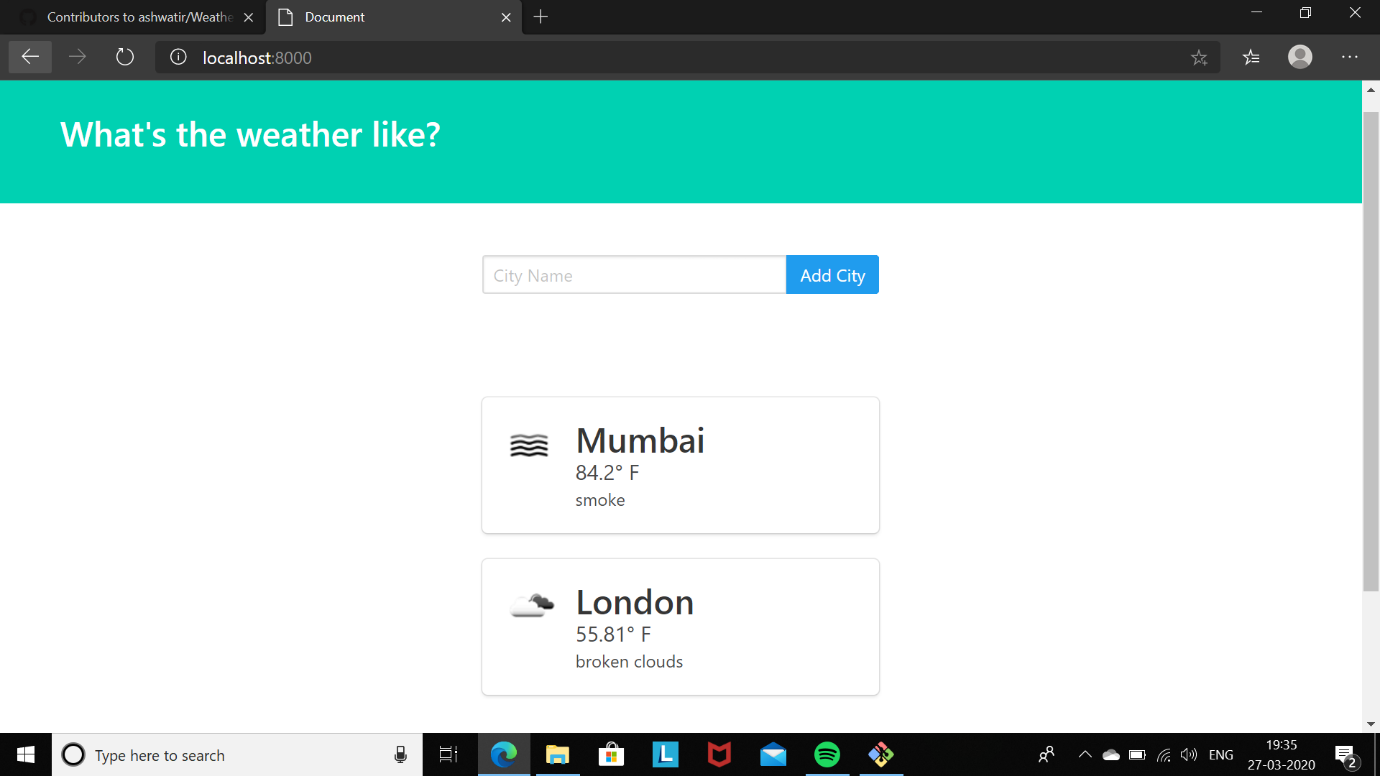 Contributors to ashwatir/Weathe
Document
localhost:8000
What's the weather like?
City Name
Add City
Mumbai
84.2° F
smoke
London
55.81° F
broken clouds
Type here to search
L
ENG
19:35
27-03-2020
2